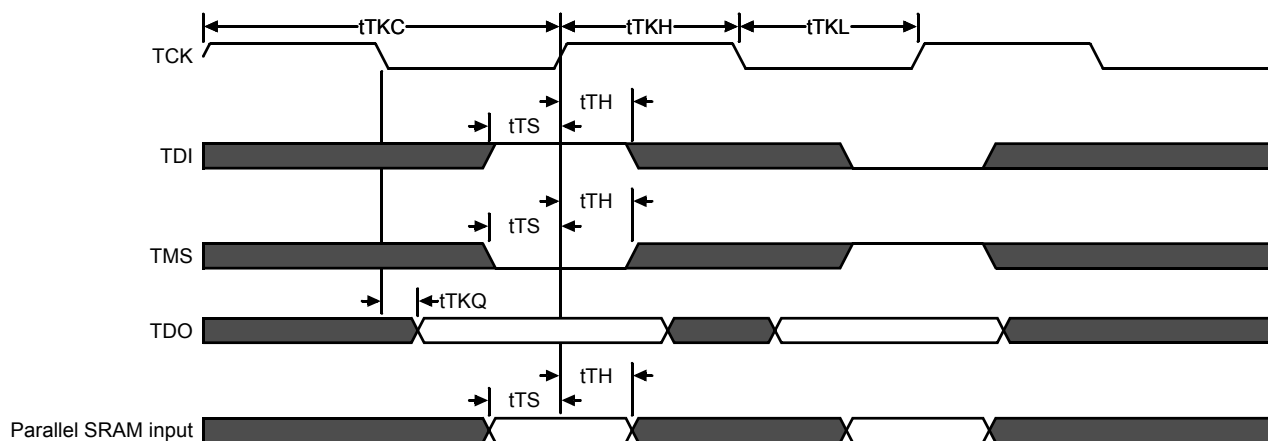 tTKC
tTKH
tTKL
TCK
tTH
tTS
TDI
tTH
tTS
TMS
tTKQ
TDO
tTH
tTS
Parallel SRAM input